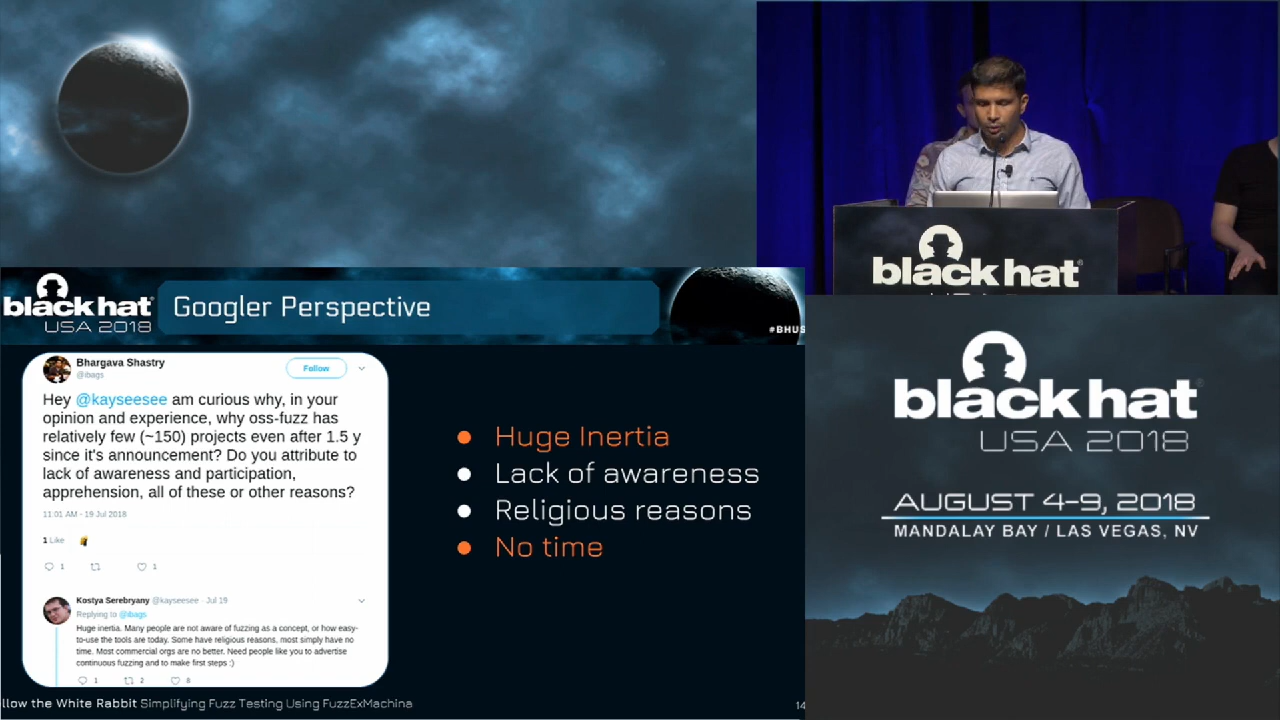 black hat
black hat
USA 2018
Googler Perspective
#BHUS
Bhargava Shastry
@ibags
Follow
Hey @kayseesee am curious why, in your
opinion and experience, why oss-fuzz has
relatively few (~150) projects even after 1.5 y
since it's announcement? Do you attribute to
lack of awareness and participation,
apprehension, all of these or other reasons?
11:01 AM - 19 Jul 2018
1 Like
1 1
Kostya Serebryany @kayseesee · Jul 19
Replying to @ibags
Huge inertia. Many people are not aware of fuzzing as a concept, or how easy-
to-use the tools are today. Some have religious reasons, most simply have no
time. Most commercial orgs are no better. Need people like you to advertise
continuous fuzzing and to make first steps :)
1 2 8
Huge Inertia
Lack of awareness
Religious reasons
No time
llow the White Rabbit Simplifying Fuzz Testing Using FuzzExMachina
14
black hat
USA 2018
AUGUST 4-9, 2018
MANDALAY BAY / LAS VEGAS, NV